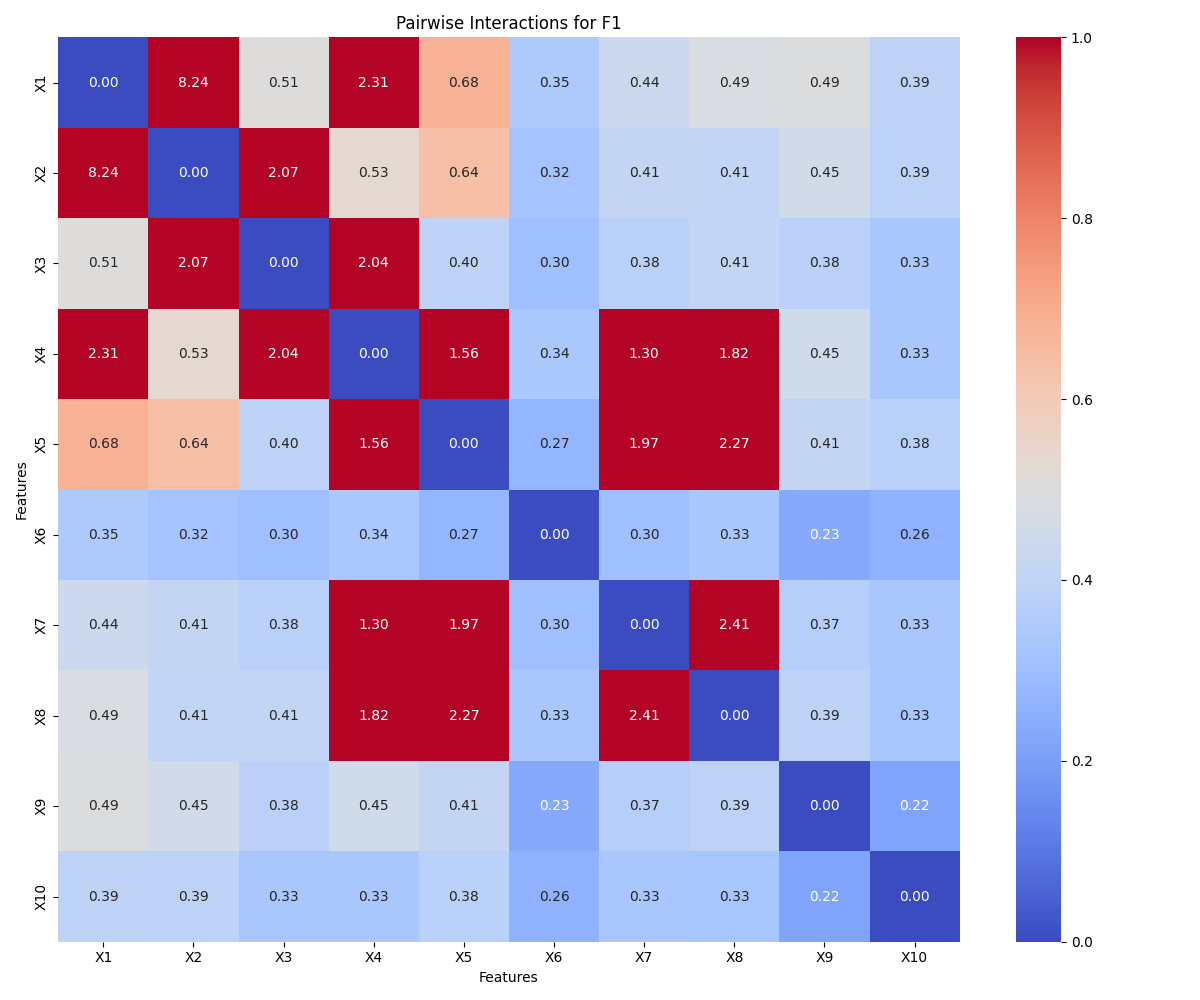 Pairwise Interactions for F1
X1 0.00 8.24 0.51 2.31 0.68 0.35 0.44 0.49 0.49 0.39
X2 8.24 0.00 2.07 0.53 0.64 0.32 0.41 0.41 0.45 0.39
X3 0.51 2.07 0.00 2.04 0.40 0.30 0.38 0.41 0.38 0.33
X4 2.31 0.53 2.04 0.00 1.56 0.34 1.30 1.82 0.45 0.33
X5 0.68 0.64 0.40 1.56 0.00 0.27 1.97 2.27 0.41 0.38
X6 0.35 0.32 0.30 0.34 0.27 0.00 0.30 0.33 0.23 0.26
X7 0.44 0.41 0.38 1.30 1.97 0.30 0.00 2.41 0.37 0.33
X8 0.49 0.41 0.41 1.82 2.27 0.33 2.41 0.00 0.39 0.33
X9 0.49 0.45 0.38 0.45 0.41 0.23 0.37 0.39 0.00 0.22
X10 0.39 0.39 0.33 0.33 0.38 0.26 0.33 0.33 0.22 0.00
X1 X2 X3 X4 X5 X6 X7 X8 X9 X10
Features
Features
1.0
0.8
0.6
0.4
0.2
0.0